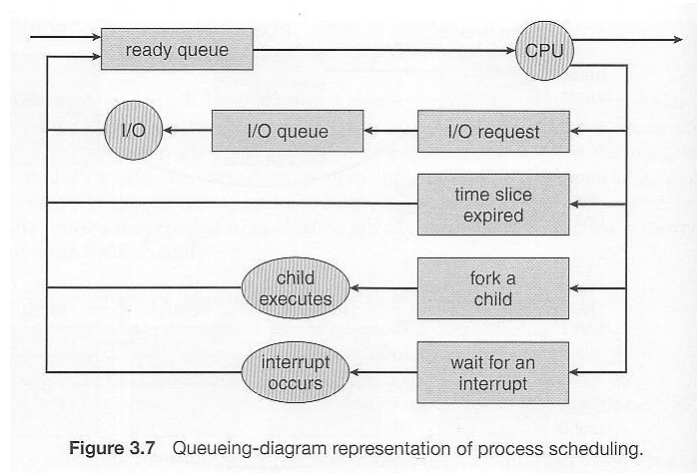 ready queue
CPU
I/O
I/O queue
I/O request
time slice
expired
child
executes
fork a
child
interrupt
occurs
wait for an
interrupt
Figure 3.7 Queueing-diagram representation of process scheduling.